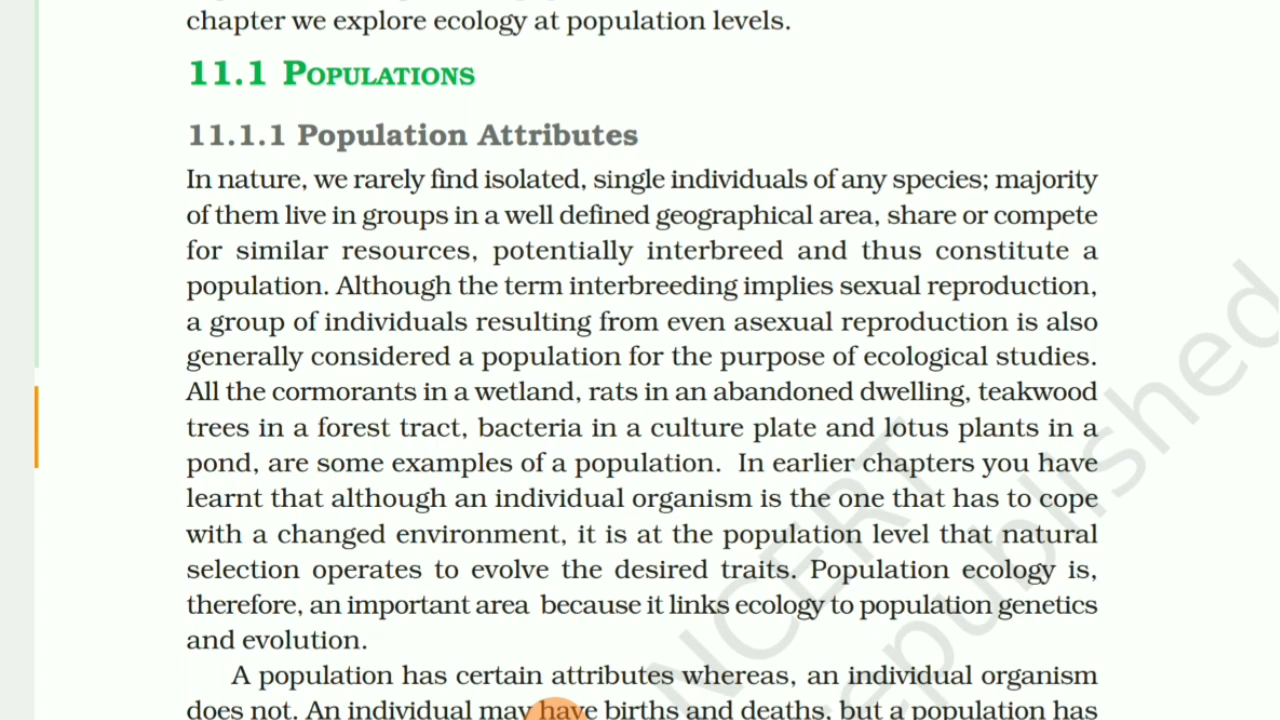 chapter we explore ecology at population levels.
11.1 POPULATIONS
11.1.1 Population Attributes
In nature, we rarely find isolated, single individuals of any species; majority
of them live in groups in a well defined geographical area, share or compete
for similar resources, potentially interbreed and thus constitute a
population. Although the term interbreeding implies sexual reproduction,
a group of individuals resulting from even asexual reproduction is also
generally considered a population for the purpose of ecological studies.
All the cormorants in a wetland, rats in an abandoned dwelling, teakwood
trees in a forest tract, bacteria in a culture plate and lotus plants in a
pond, are some examples of a population. In earlier chapters you have
learnt that although an individual organism is the one that has to cope
with a changed environment, it is at the population level that natural
selection operates to evolve the desired traits. Population ecology is,
therefore, an important area because it links ecology to population genetics
and evolution.
A population has certain attributes whereas, an individual organism
does not. An individual may have births and deaths, but a population has
NCERT
republished